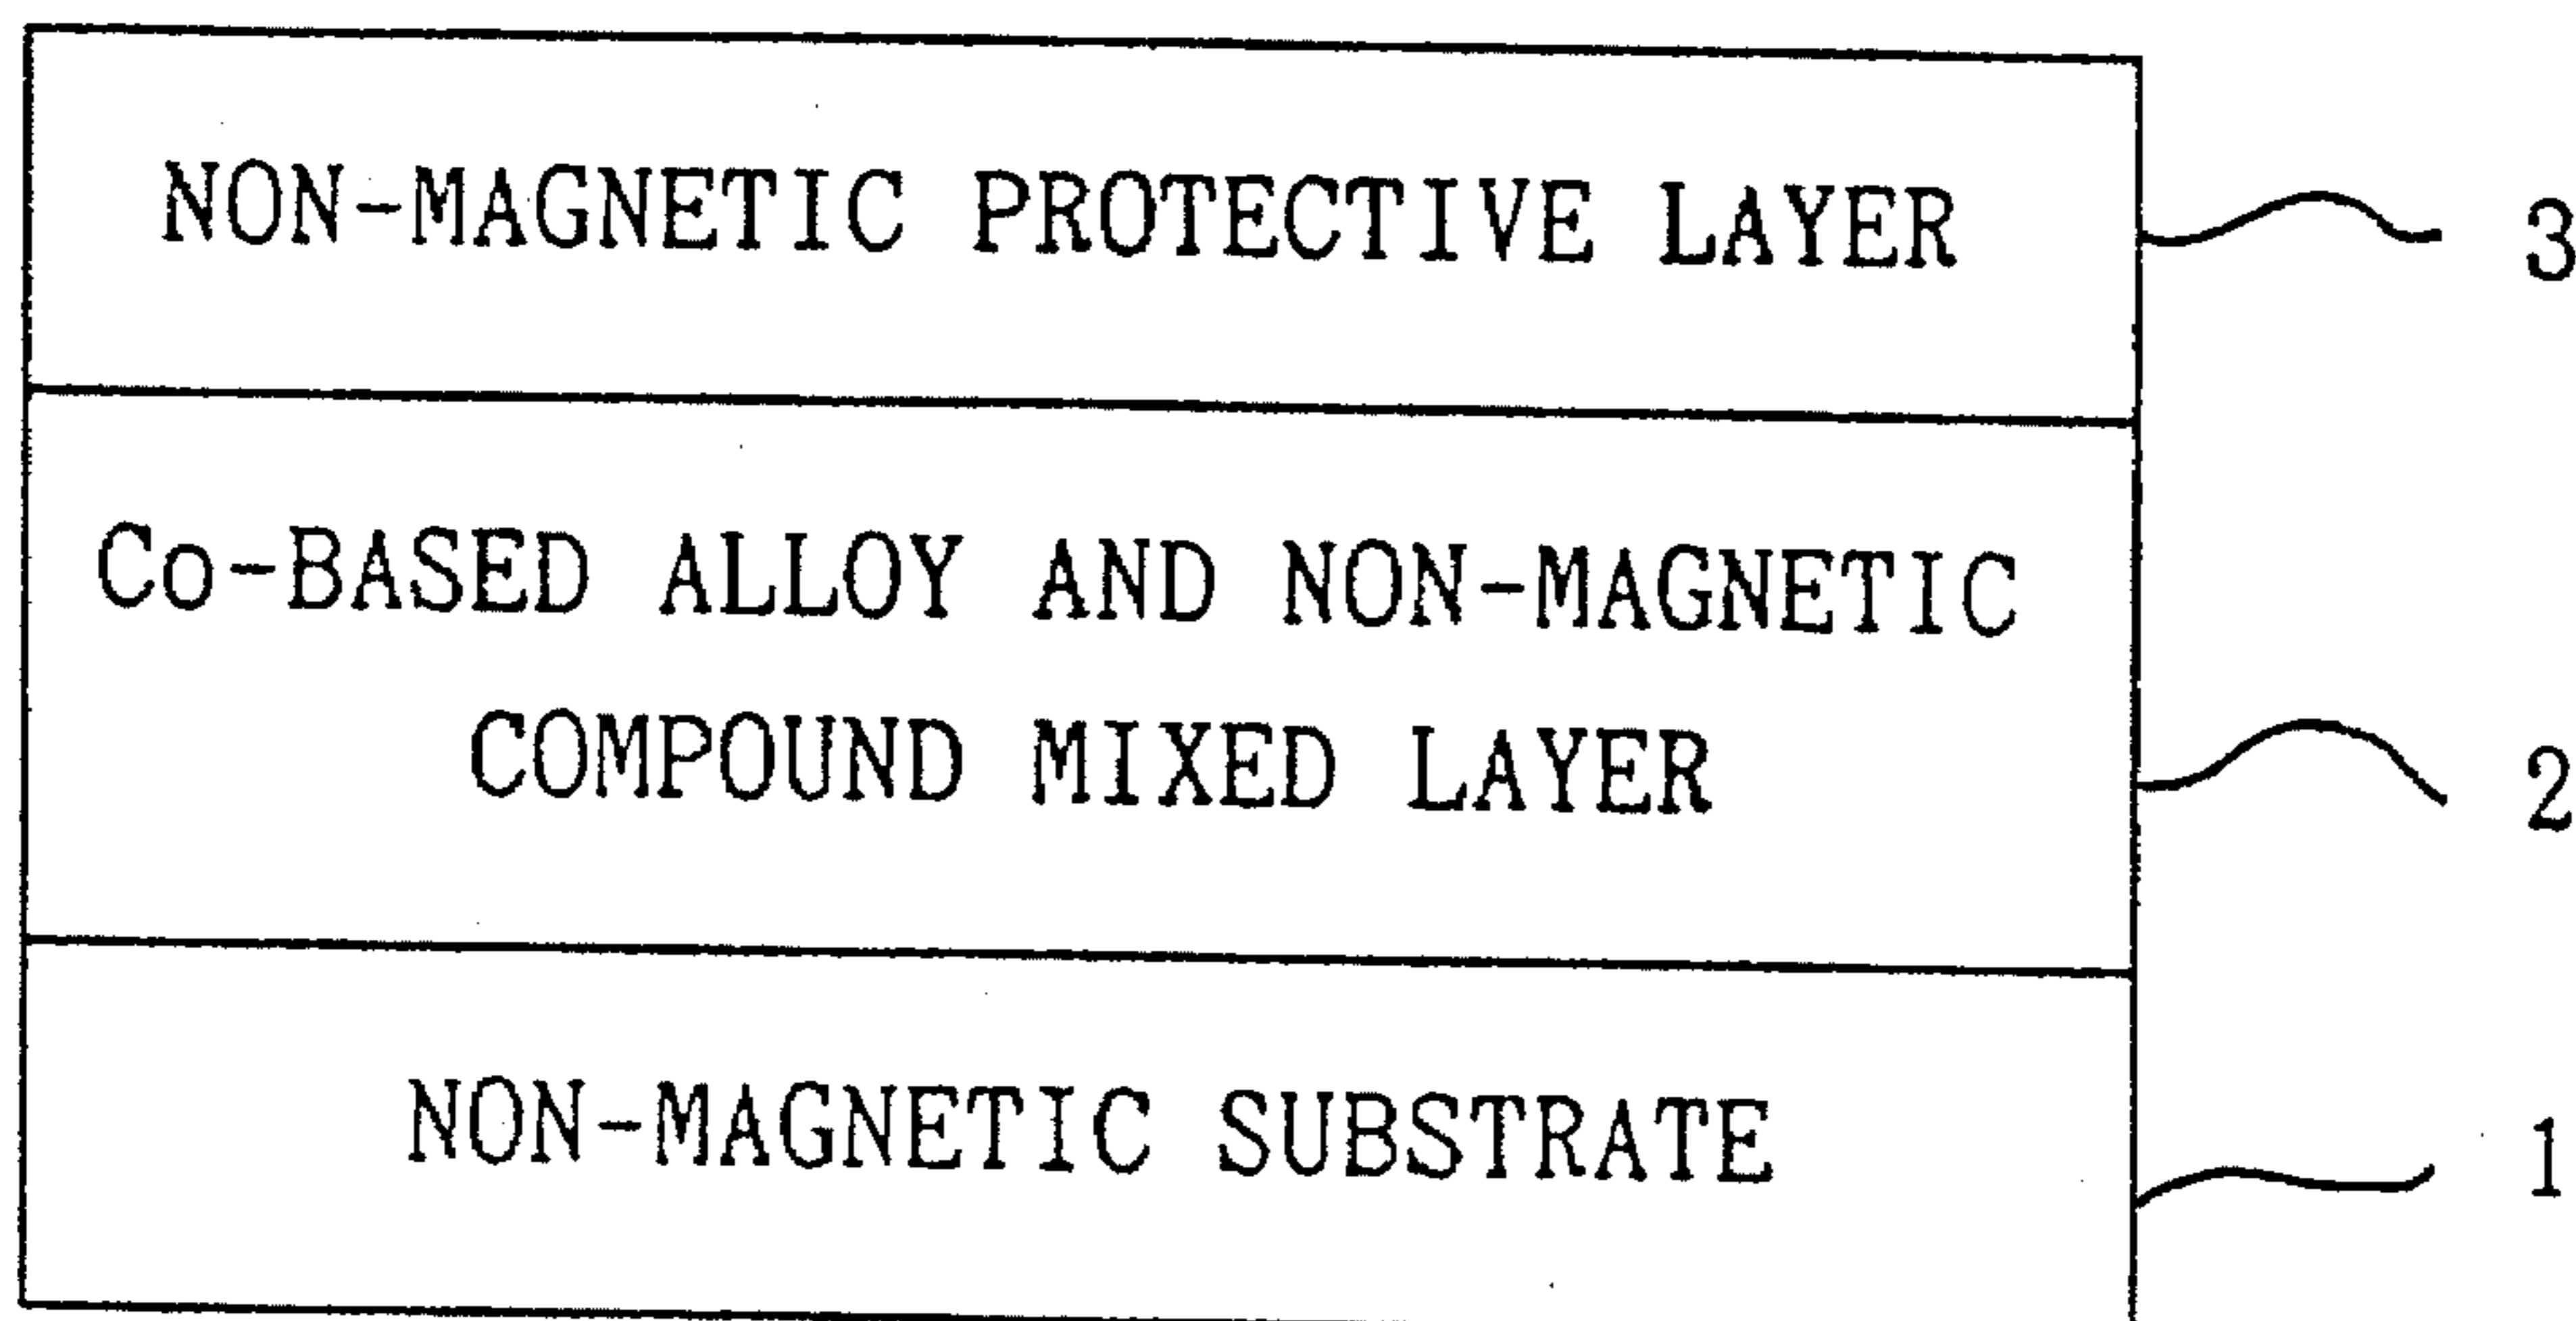 NON-MAGNETIC PROTECTIVE LAYER
3
Co-BASED ALLOY AND NON-MAGNETIC
COMPOUND MIXED LAYER
2
NON-MAGNETIC SUBSTRATE
1